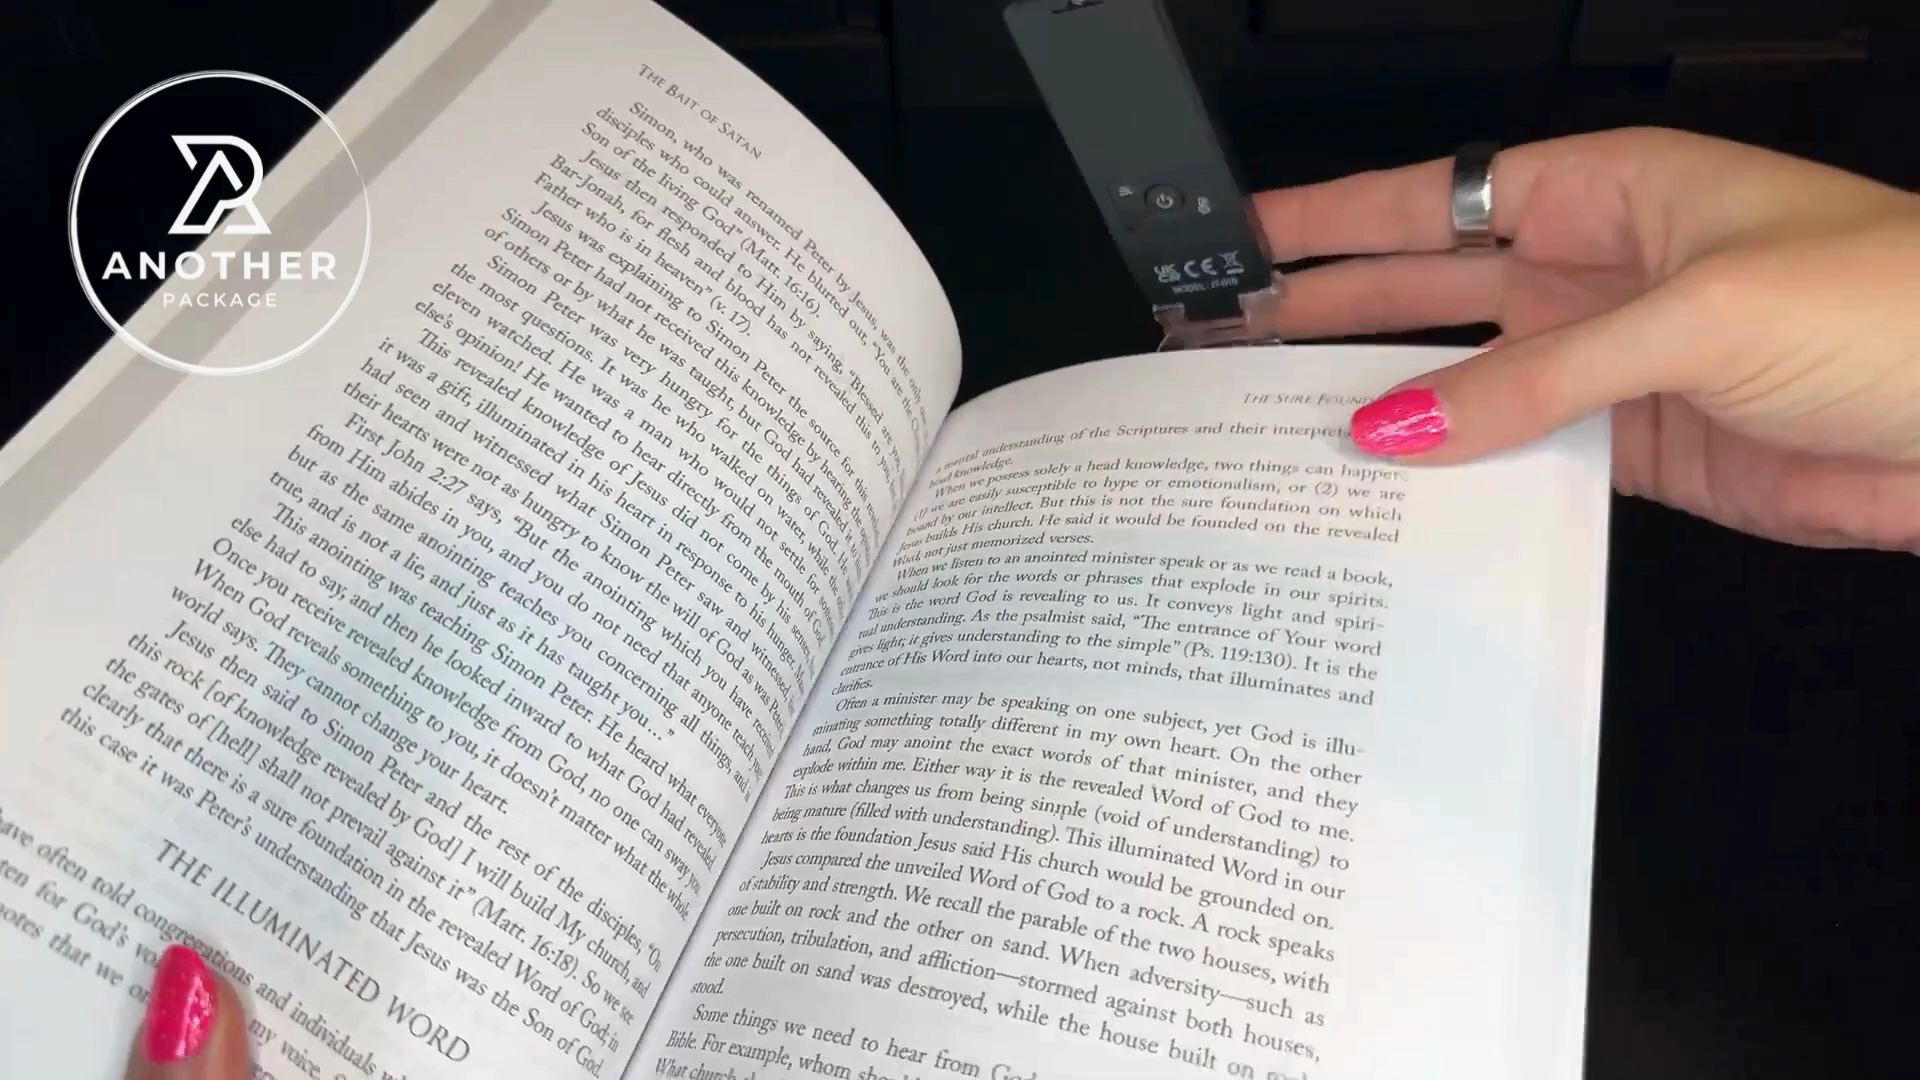 ANOTHER
PACKAGE
THE BAIT OF SATAN
Simon, who was renamed Peter by Jesus, was the only
disciples who could answer. He blurted out, "You are the
Son of the living God" (Matt. 16:16).
Jesus then responded to Him by saying, "Blessed are you,
Bar-Jonah, for flesh and blood has not revealed this to you,
Father who is in heaven" (v. 17).
Jesus was explaining to Simon Peter the source for this
Simon Peter had not received this knowledge by hearing the
of others or by what he was taught, but God had revealed it to
Simon Peter was very hungry for the things of God. He
the most questions. It was he who walked on water, while the
eleven watched. He was a man who would not settle for
else's opinion! He wanted to hear directly from the mouth of God.
This revealed knowledge of Jesus did not come by his senses,
it was a gift, illuminated in his heart in response to his hunger.
had seen and witnessed what Simon Peter saw and witnessed,
their hearts were not as hungry to know the will of God as was Peter's.
First John 2:27 says, "But the anointing which you have received
from Him abides in you, and you do not need that anyone teach you;
but as the same anointing teaches you concerning all things, and is
true, and is not a lie, and just as it has taught you…."
This anointing was teaching Simon Peter. He heard what everyone
else had to say, and then he looked inward to what God had revealed.
Once you receive revealed knowledge from God, no one can sway you.
When God reveals something to you, it doesn't matter what the whole
world says. They cannot change your heart.
Jesus then said to Simon Peter and the rest of the disciples, "On
this rock [of knowledge revealed by God] I will build My church, and
the gates of [hell] shall not prevail against it" (Matt. 16:18). So we see
clearly that there is a sure foundation in the revealed Word of God; in
this case it was Peter's understanding that Jesus was the Son of God.
THE ILLUMINATED WORD
have often told congregations and individuals
for God's
my voice.
notes that we
CE
THE SURE
a mental understanding of the Scriptures and their
head knowledge.
When we possess solely a head knowledge, two things can happen:
(1) we are easily susceptible to hype or emotionalism, or (2) we are
bound by our intellect. But this is not the sure foundation on which
Jesus builds His church. He said it would be founded on the revealed
Word, not just memorized verses.
When we listen to an anointed minister speak or as we read a book,
we should look for the words or phrases that explode in our spirits.
This is the word God is revealing to us. It conveys light and spiri-
tual understanding. As the psalmist said, "The entrance of Your word
gives light; it gives understanding to the simple" (Ps. 119:130). It is the
entrance of His Word into our hearts, not minds, that illuminates and
clarifies.
Often a minister may be speaking on one subject, yet God is illu-
minating something totally different in my own heart. On the other
hand, God may anoint the exact words of that minister, and they
explode within me. Either way it is the revealed Word of God to me.
This is what changes us from being simple (void of understanding) to
being mature (filled with understanding). This illuminated Word in our
hearts is the foundation Jesus said His church would be grounded on.
Jesus compared the unveiled Word of God to a rock. A rock speaks
of stability and strength. We recall the parable of the two houses, with
one built on rock and the other on sand. When adversity—such as
persecution, tribulation, and affliction—stormed against both houses,
the one built on sand was destroyed, while the house built on rock
stood.
Some things we need to hear from God
Bible. For example, whom
What church